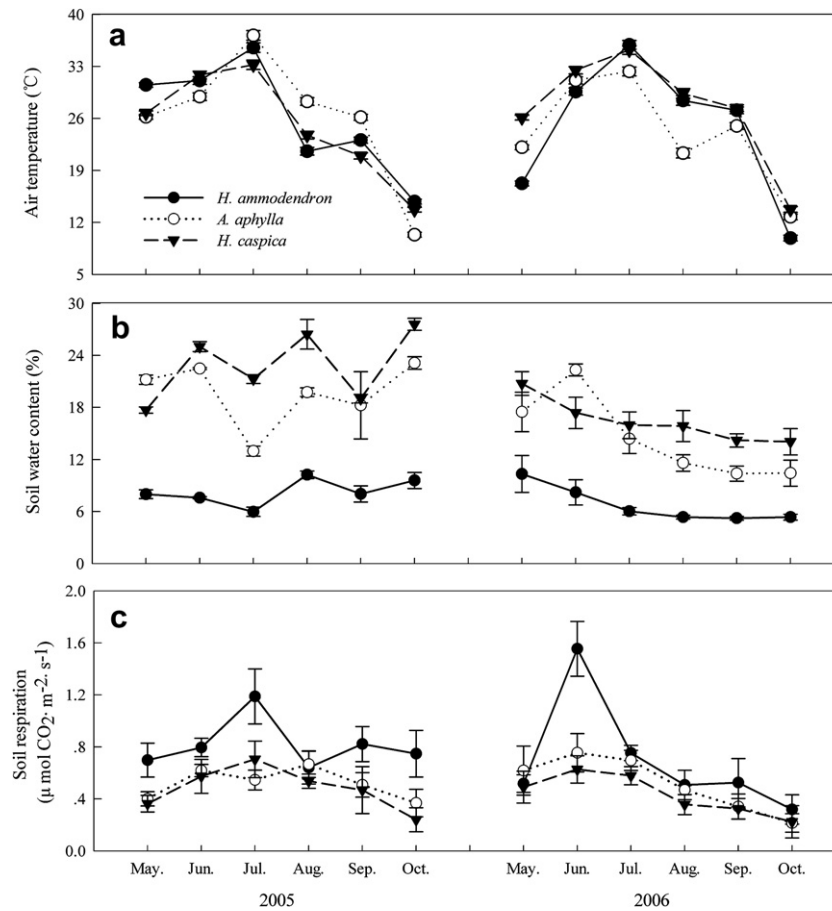 a
Air temperature (℃)
40
33
26
19
12
5
H. ammodendron
A. aphylla
H. caspica
b
Soil water content (%)
30
24
18
12
6
0
c
Soil respiration
(μ mol CO2· m-2· s-1)
2.0
1.6
1.2
.8
.4
0.0
May. Jun. Jul. Aug. Sep. Oct. May. Jun. Jul. Aug. Sep. Oct.
2005 2006